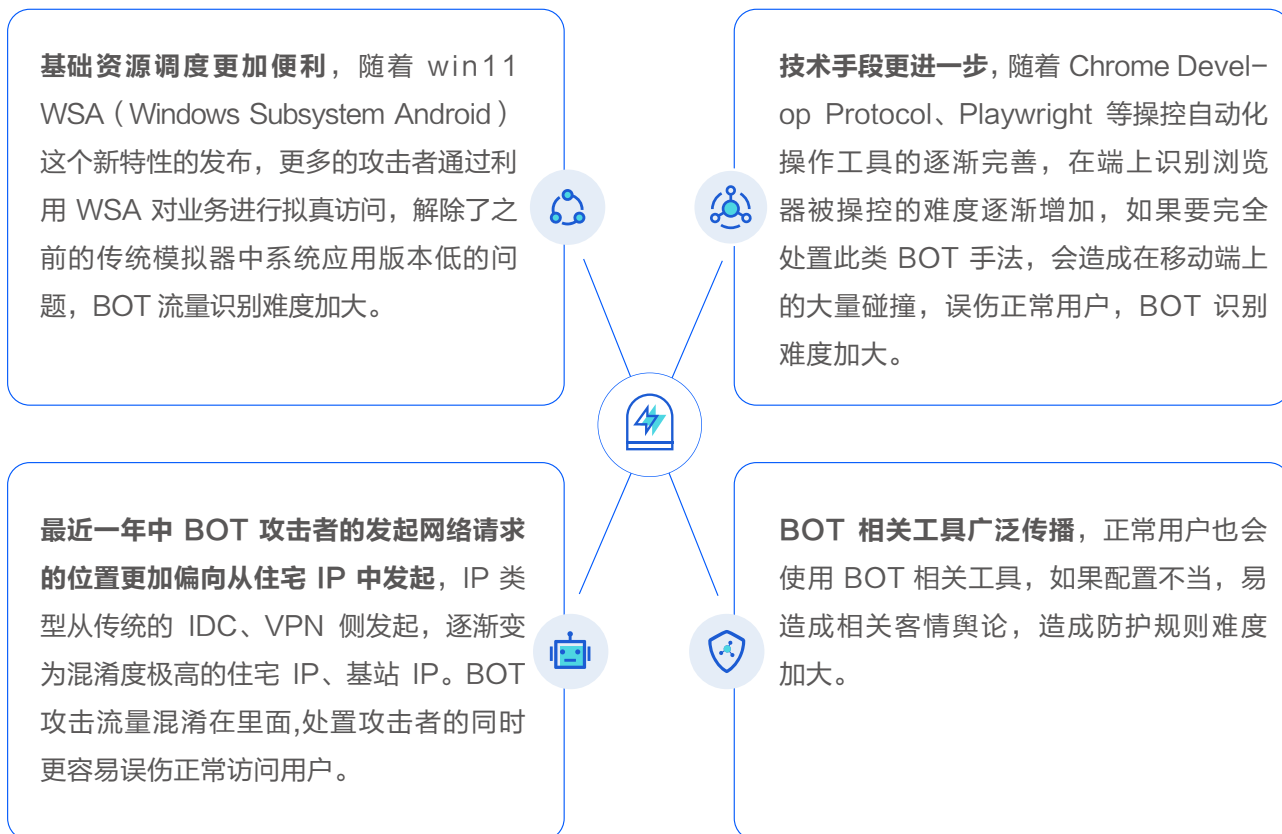 基础资源调度更加便利，随着 win11
WSA（Windows Subsystem Android）
这个新特性的发布，更多的攻击者通过利
用 WSA 对业务进行拟真访问，解除了之
前的传统模拟器中系统应用版本低的问
题，BOT 流量识别难度加大。
技术手段更进一步，随着 Chrome Devel-
op Protocol、Playwright 等操控自动化
操作工具的逐渐完善，在端上识别浏览
器被操控的难度逐渐增加，如果要完全
处置此类 BOT 手法，会造成在移动端上
的大量碰撞，误伤正常用户，BOT 识别
难度加大。
最近一年中 BOT 攻击者的发起网络请求
的位置更加偏向从住宅 IP 中发起，IP 类
型从传统的 IDC、VPN 侧发起，逐渐变
为混淆度极高的住宅 IP、基站 IP。BOT
攻击流量混淆在里面,处置攻击者的同时
更容易误伤正常访问用户。
BOT 相关工具广泛传播，正常用户也会
使用 BOT 相关工具，如果配置不当，易
造成相关客情舆论，造成防护规则难度
加大。